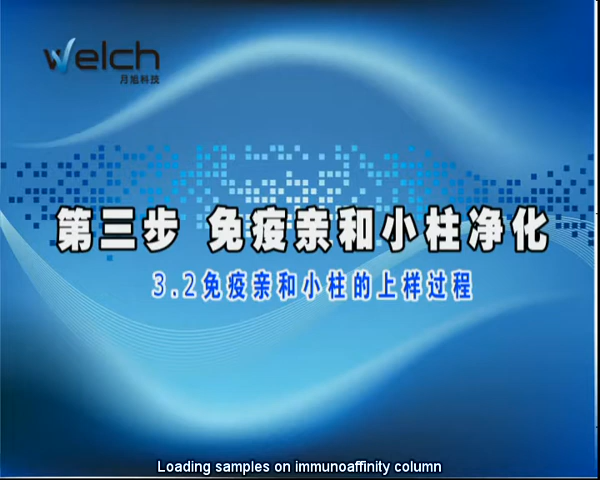 Welch
月旭科技
第三步 免疫亲和小柱净化
3.2免疫亲和小柱的上样过程
Loading samples on immunoaffinity column